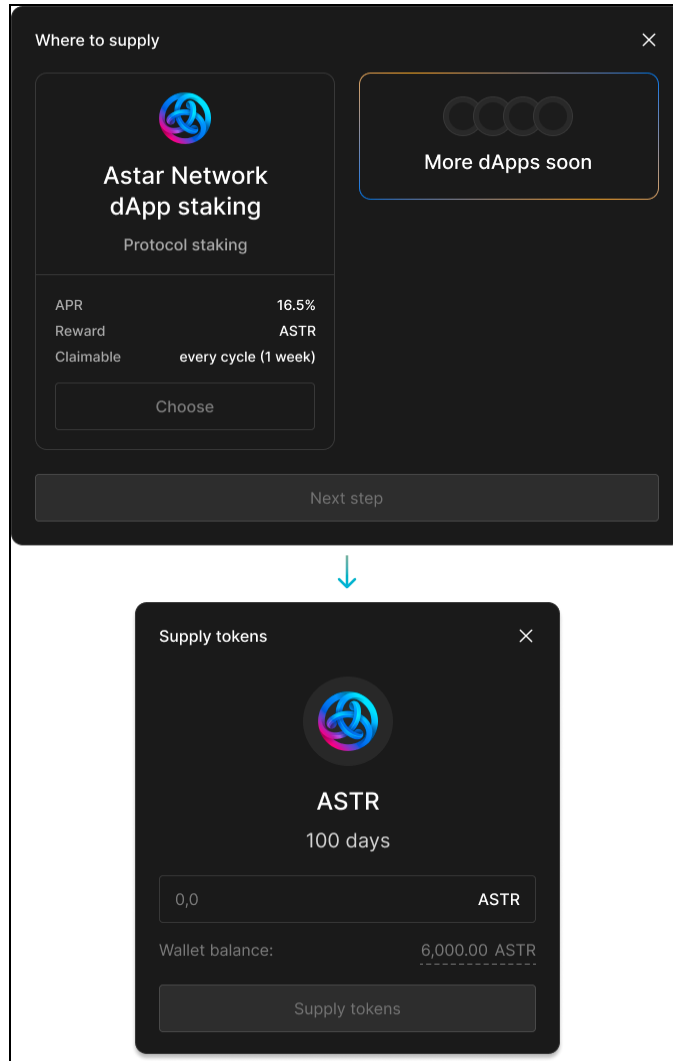 Where to supply
Astar Network
dApp staking
Protocol staking
APR 16.5%
Reward ASTR
Claimable every cycle (1 week)
Choose
More dApps soon
Next step
Supply tokens
ASTR
100 days
0,0 ASTR
Wallet balance: 6,000.00 ASTR
Supply tokens